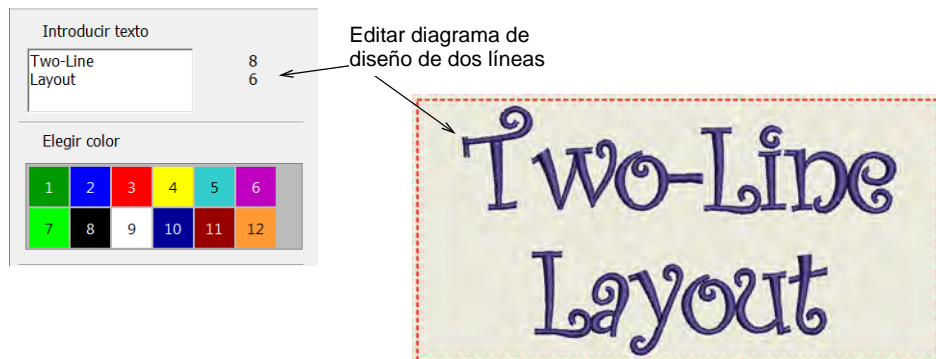 Introducir texto
Two-Line 8
Layout 6
Editar diagrama de
diseño de dos líneas
Elegir color
1 2 3 4 5 6
7 8 9 10 11 12
Two-Line
Layout